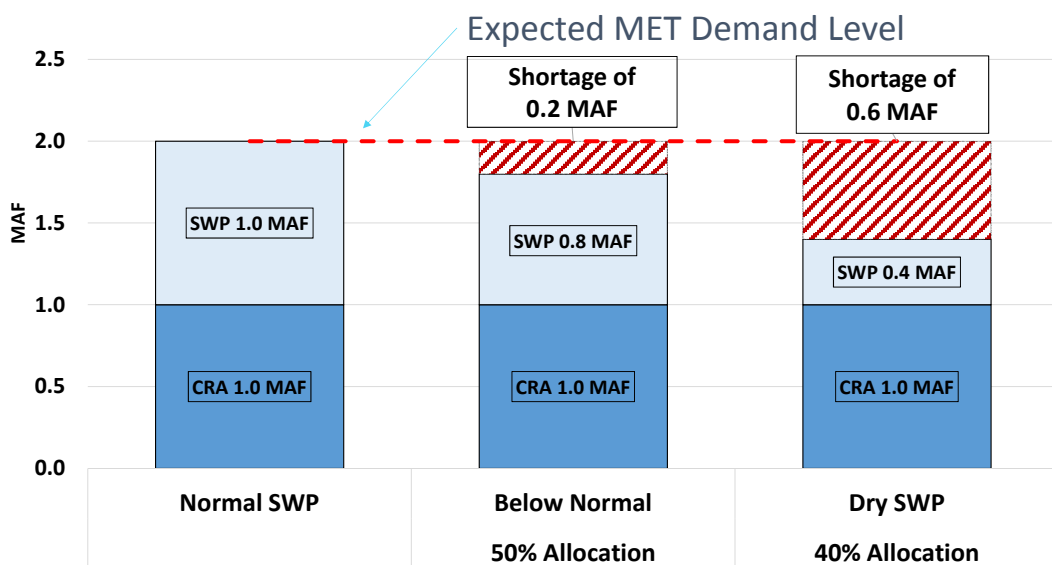 Expected MET Demand Level
2.5
Shortage of
0.2 MAF
Shortage of
0.6 MAF
2.0
SWP 1.0 MAF
1.5
SWP 0.8 MAF
SWP 0.4 MAF
MAF
1.0
CRA 1.0 MAF
CRA 1.0 MAF
CRA 1.0 MAF
0.5
0.0
Normal SWP
Below Normal
Dry SWP
50% Allocation
40% Allocation